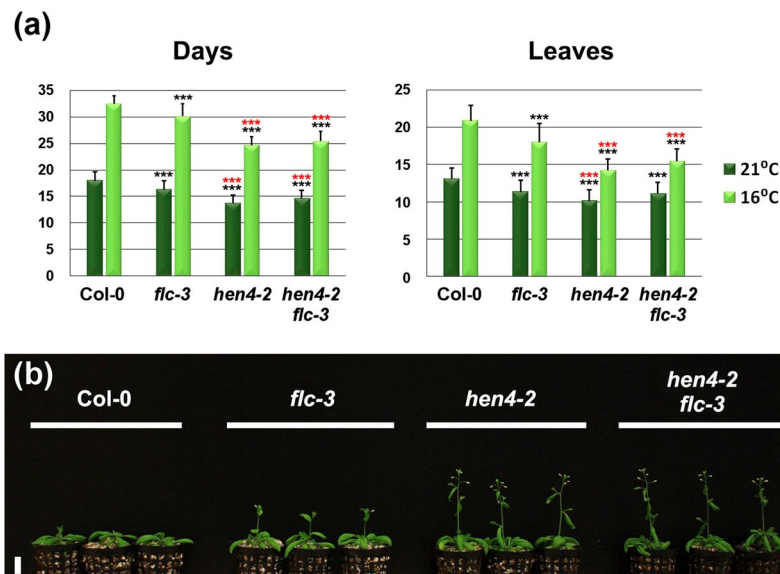 (a)
Days
35
30
25
20
15
10
5
0
***
***
***
***
***
***
***
***
***
***
Col-0
flc-3
hen4-2
hen4-2
flc-3
Leaves
25
20
15
10
5
0
***
***
***
***
***
***
***
***
***
Col-0
flc-3
hen4-2
hen4-2
flc-3
21°C
16°C
(b)
Col-0
flc-3
hen4-2
hen4-2
flc-3